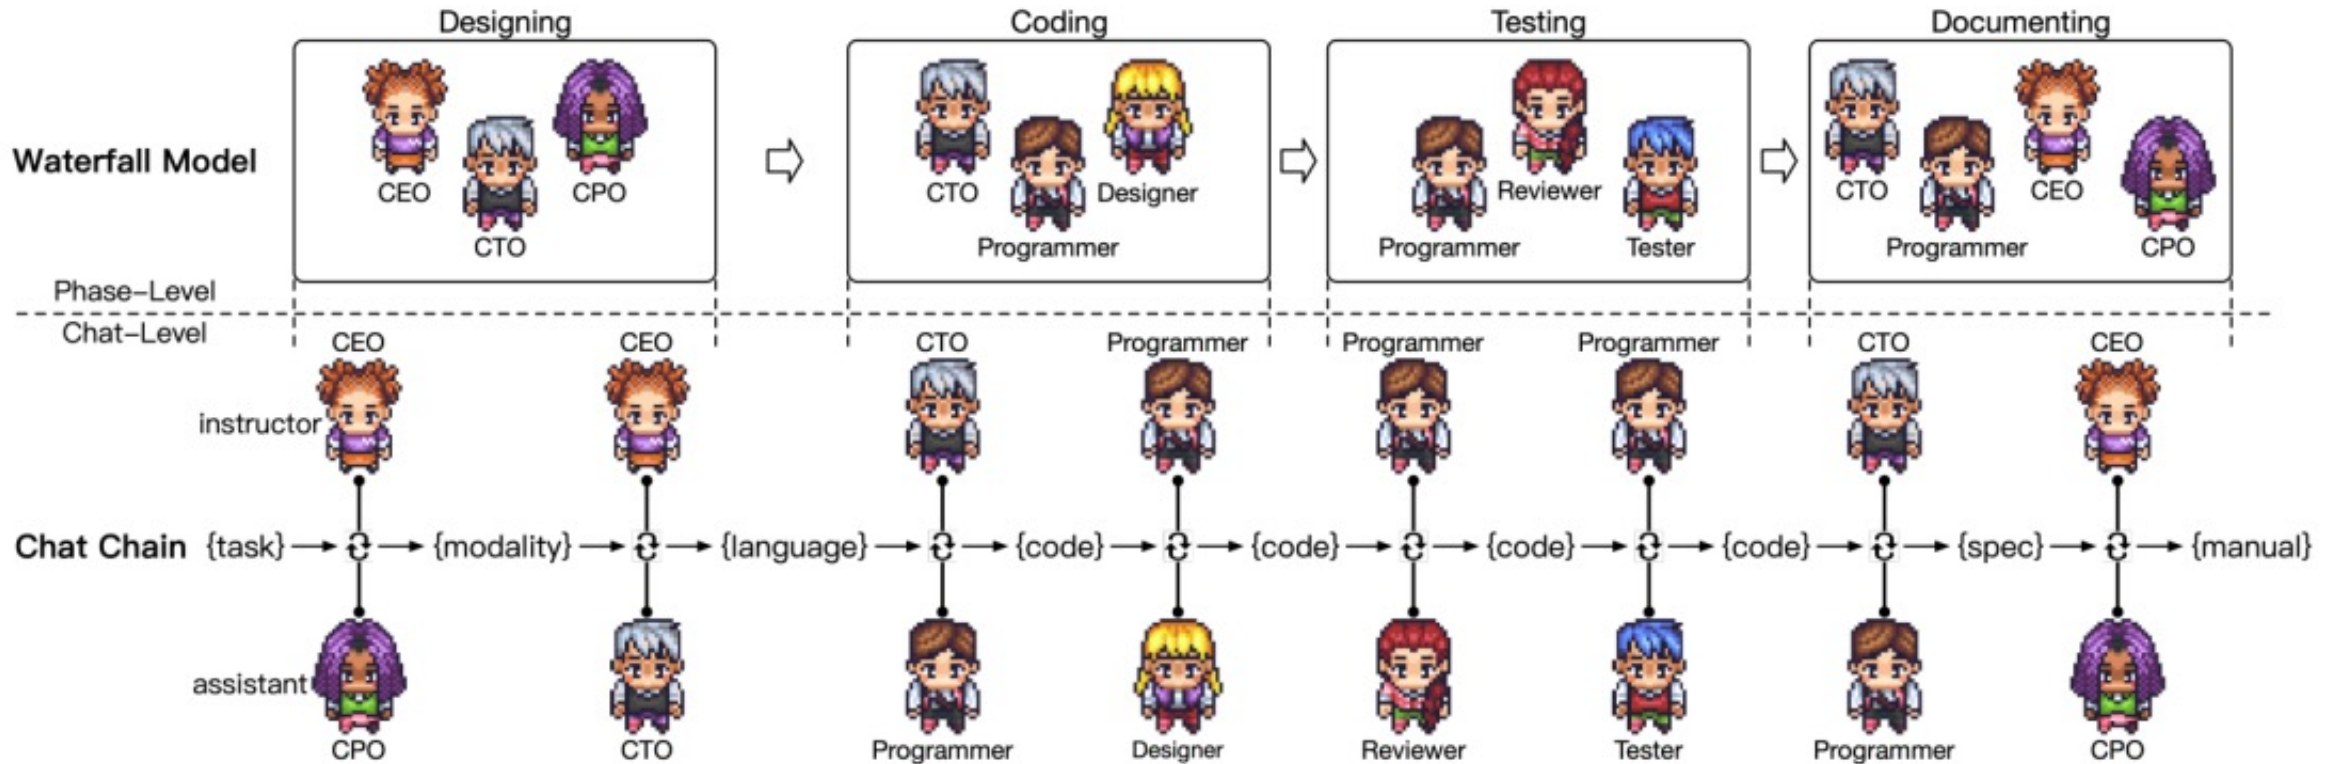 Designing Coding Testing Documenting
Waterfall Model
CEO CPO CTO Designer Reviewer CTO CEO
CTO Programmer Programmer Tester Programmer CPO
Phase–Level
Chat–Level
CEO CEO CTO Programmer Programmer Programmer CTO CEO
instructor
Chat Chain {task} {modality} {language} {code} {code} {code} {code} {spec} {manual}
assistant
CPO CTO Programmer Designer Reviewer Tester Programmer CPO